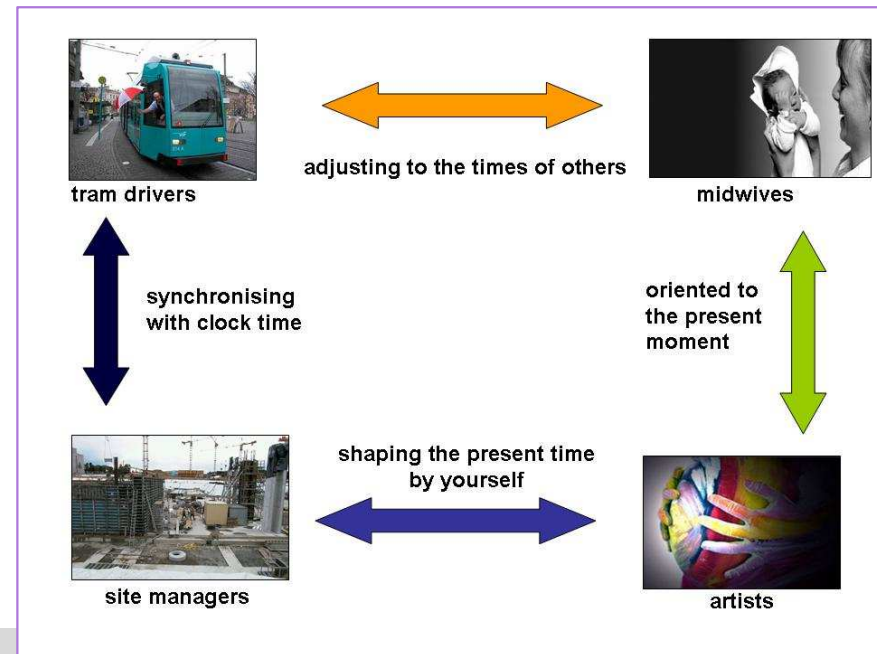 adjusting to the times of others
tram drivers
midwives
synchronising
with clock time
oriented to
the present
moment
shaping the present time
by yourself
site managers
artists